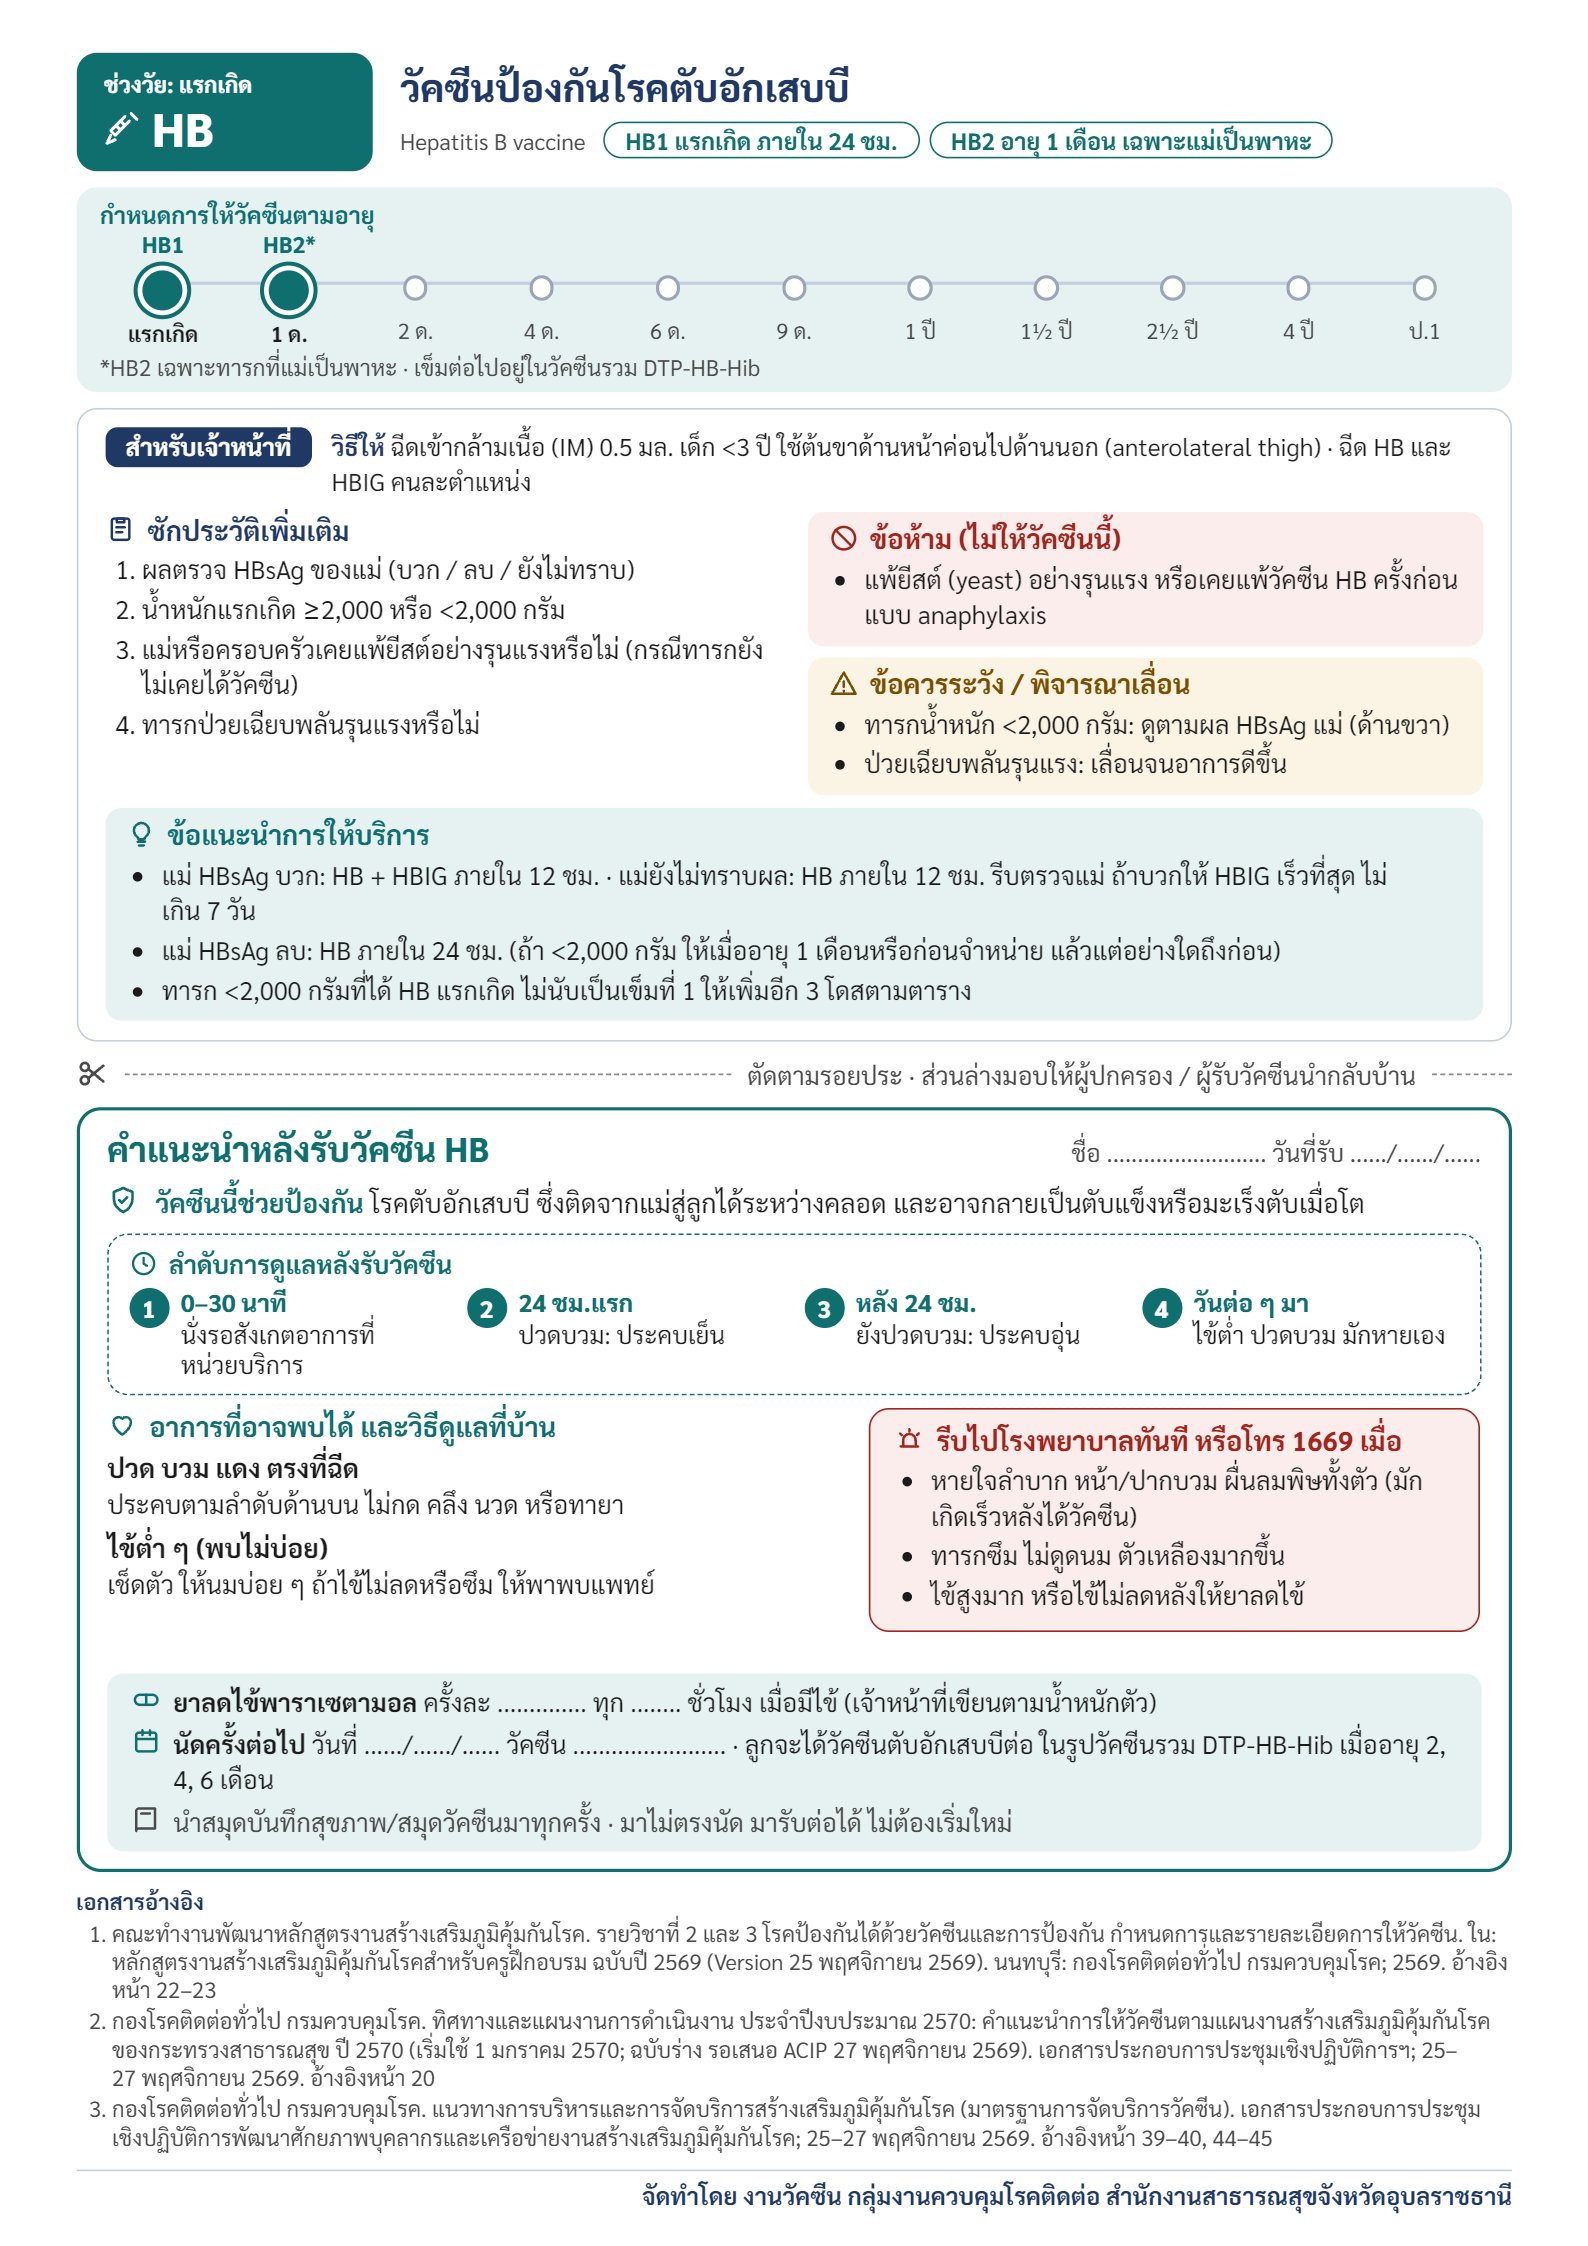 ช่วงวัย: แรกเกิด
HB
วัคซีนป้องกันโรคตับอักเสบบี
Hepatitis B vaccine
HB1 แรกเกิด ภายใน 24 ชม.
HB2 อายุ 1 เดือน เฉพาะแม่เป็นพาหะ
กำหนดการให้วัคซีนตามอายุ
HB1 HB2*
แรกเกิด 1 ด. 2 ด. 4 ด. 6 ด. 9 ด. 1 ปี 1½ ปี 2½ ปี 4 ปี ป.1
*HB2 เฉพาะทารกที่แม่เป็นพาหะ · เข็มต่อไปอยู่ในวัคซีนรวม DTP-HB-Hib
สำหรับเจ้าหน้าที่
วิธีให้ ฉีดเข้ากล้ามเนื้อ (IM) 0.5 มล. เด็ก <3 ปี ใช้ต้นขาด้านหน้าค่อนไปด้านนอก (anterolateral thigh) · ฉีด HB และ
HBIG คนละตำแหน่ง
ซักประวัติเพิ่มเติม
1. ผลตรวจ HBsAg ของแม่ (บวก / ลบ / ยังไม่ทราบ)
2. น้ำหนักแรกเกิด ≥2,000 หรือ <2,000 กรัม
3. แม่หรือครอบครัวเคยแพ้ยีสต์อย่างรุนแรงหรือไม่ (กรณีทารกยัง
ไม่เคยได้วัคซีน)
4. ทารกป่วยเฉียบพลันรุนแรงหรือไม่
ข้อห้าม (ไม่ให้วัคซีนนี้)
• แพ้ยีสต์ (yeast) อย่างรุนแรง หรือเคยแพ้วัคซีน HB ครั้งก่อน
แบบ anaphylaxis
ข้อควรระวัง / พิจารณาเลื่อน
• ทารกน้ำหนัก <2,000 กรัม: ดูตามผล HBsAg แม่ (ด้านขวา)
• ป่วยเฉียบพลันรุนแรง: เลื่อนจนอาการดีขึ้น
ข้อแนะนำการให้บริการ
• แม่ HBsAg บวก: HB + HBIG ภายใน 12 ชม. · แม่ยังไม่ทราบผล: HB ภายใน 12 ชม. รีบตรวจแม่ ถ้าบวกให้ HBIG เร็วที่สุด ไม่
เกิน 7 วัน
• แม่ HBsAg ลบ: HB ภายใน 24 ชม. (ถ้า <2,000 กรัม ให้เมื่ออายุ 1 เดือนหรือก่อนจำหน่าย แล้วแต่อย่างใดถึงก่อน)
• ทารก <2,000 กรัมที่ได้ HB แรกเกิด ไม่นับเป็นเข็มที่ 1 ให้เพิ่มอีก 3 โดสตามตาราง
ตัดตามรอยประ · ส่วนล่างมอบให้ผู้ปกครอง / ผู้รับวัคซีนนำกลับบ้าน
คำแนะนำหลังรับวัคซีน HB
ชื่อ ......................... วันที่รับ ....../....../......
วัคซีนนี้ช่วยป้องกัน โรคตับอักเสบบี ซึ่งติดจากแม่สู่ลูกได้ระหว่างคลอด และอาจกลายเป็นตับแข็งหรือมะเร็งตับเมื่อโต
ลำดับการดูแลหลังรับวัคซีน
1 0–30 นาที
นั่งรอสังเกตอาการที่
หน่วยบริการ
2 24 ชม.แรก
ปวดบวม: ประคบเย็น
3 หลัง 24 ชม.
ยังปวดบวม: ประคบอุ่น
4 วันต่อ ๆ มา
ไข้ต่ำ ปวดบวม มักหายเอง
อาการที่อาจพบได้ และวิธีดูแลที่บ้าน
ปวด บวม แดง ตรงที่ฉีด
ประคบตามลำดับด้านบน ไม่กด คลึง นวด หรือทายา
ไข้ต่ำ ๆ (พบไม่บ่อย)
เช็ดตัว ให้นมบ่อย ๆ ถ้าไข้ไม่ลดหรือซึม ให้พาพบแพทย์
รีบไปโรงพยาบาลทันที หรือโทร 1669 เมื่อ
• หายใจลำบาก หน้า/ปากบวม ผื่นลมพิษทั้งตัว (มัก
เกิดเร็วหลังได้วัคซีน)
• ทารกซึม ไม่ดูดนม ตัวเหลืองมากขึ้น
• ไข้สูงมาก หรือไข้ไม่ลดหลังให้ยาลดไข้
ยาลดไข้พาราเซตามอล ครั้งละ .............. ทุก ........ ชั่วโมง เมื่อมีไข้ (เจ้าหน้าที่เขียนตามน้ำหนักตัว)
นัดครั้งต่อไป วันที่ ....../....../...... วัคซีน ........................ · ลูกจะได้วัคซีนตับอักเสบบีต่อ ในรูปวัคซีนรวม DTP-HB-Hib เมื่ออายุ 2,
4, 6 เดือน
นำสมุดบันทึกสุขภาพ/สมุดวัคซีนมาทุกครั้ง · มาไม่ตรงนัด มารับต่อได้ ไม่ต้องเริ่มใหม่
เอกสารอ้างอิง
1. คณะทำงานพัฒนาหลักสูตรงานสร้างเสริมภูมิคุ้มกันโรค. รายวิชาที่ 2 และ 3 โรคป้องกันได้ด้วยวัคซีนและการป้องกัน กำหนดการและรายละเอียดการให้วัคซีน. ใน:
หลักสูตรงานสร้างเสริมภูมิคุ้มกันโรคสำหรับครูฝึกอบรม ฉบับปี 2569 (Version 25 พฤศจิกายน 2569). นนทบุรี: กองโรคติดต่อทั่วไป กรมควบคุมโรค; 2569. อ้างอิง
หน้า 22–23
2. กองโรคติดต่อทั่วไป กรมควบคุมโรค. ทิศทางและแผนงานการดำเนินงาน ประจำปีงบประมาณ 2570: คำแนะนำการให้วัคซีนตามแผนงานสร้างเสริมภูมิคุ้มกันโรค
ของกระทรวงสาธารณสุข ปี 2570 (เริ่มใช้ 1 มกราคม 2570; ฉบับร่าง รอเสนอ ACIP 27 พฤศจิกายน 2569). เอกสารประกอบการประชุมเชิงปฏิบัติการฯ; 25–
27 พฤศจิกายน 2569. อ้างอิงหน้า 20
3. กองโรคติดต่อทั่วไป กรมควบคุมโรค. แนวทางการบริหารและการจัดบริการสร้างเสริมภูมิคุ้มกันโรค (มาตรฐานการจัดบริการวัคซีน). เอกสารประกอบการประชุม
เชิงปฏิบัติการพัฒนาศักยภาพบุคลากรและเครือข่ายงานสร้างเสริมภูมิคุ้มกันโรค; 25–27 พฤศจิกายน 2569. อ้างอิงหน้า 39–40, 44–45
จัดทำโดย งานวัคซีน กลุ่มงานควบคุมโรคติดต่อ สำนักงานสาธารณสุขจังหวัดอุบลราชธานี